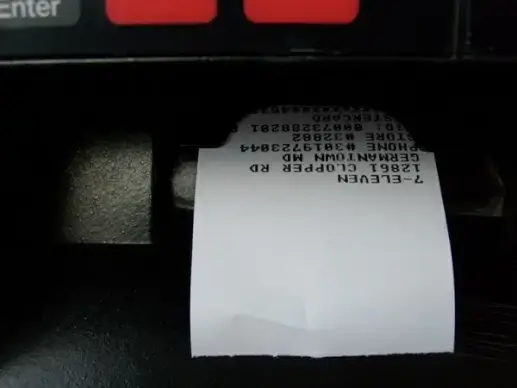 Enter
7-ELEVEN
12861 CLOPPER RD
GERMANTOWN MD
PHONE #3019723044
STORE #32882